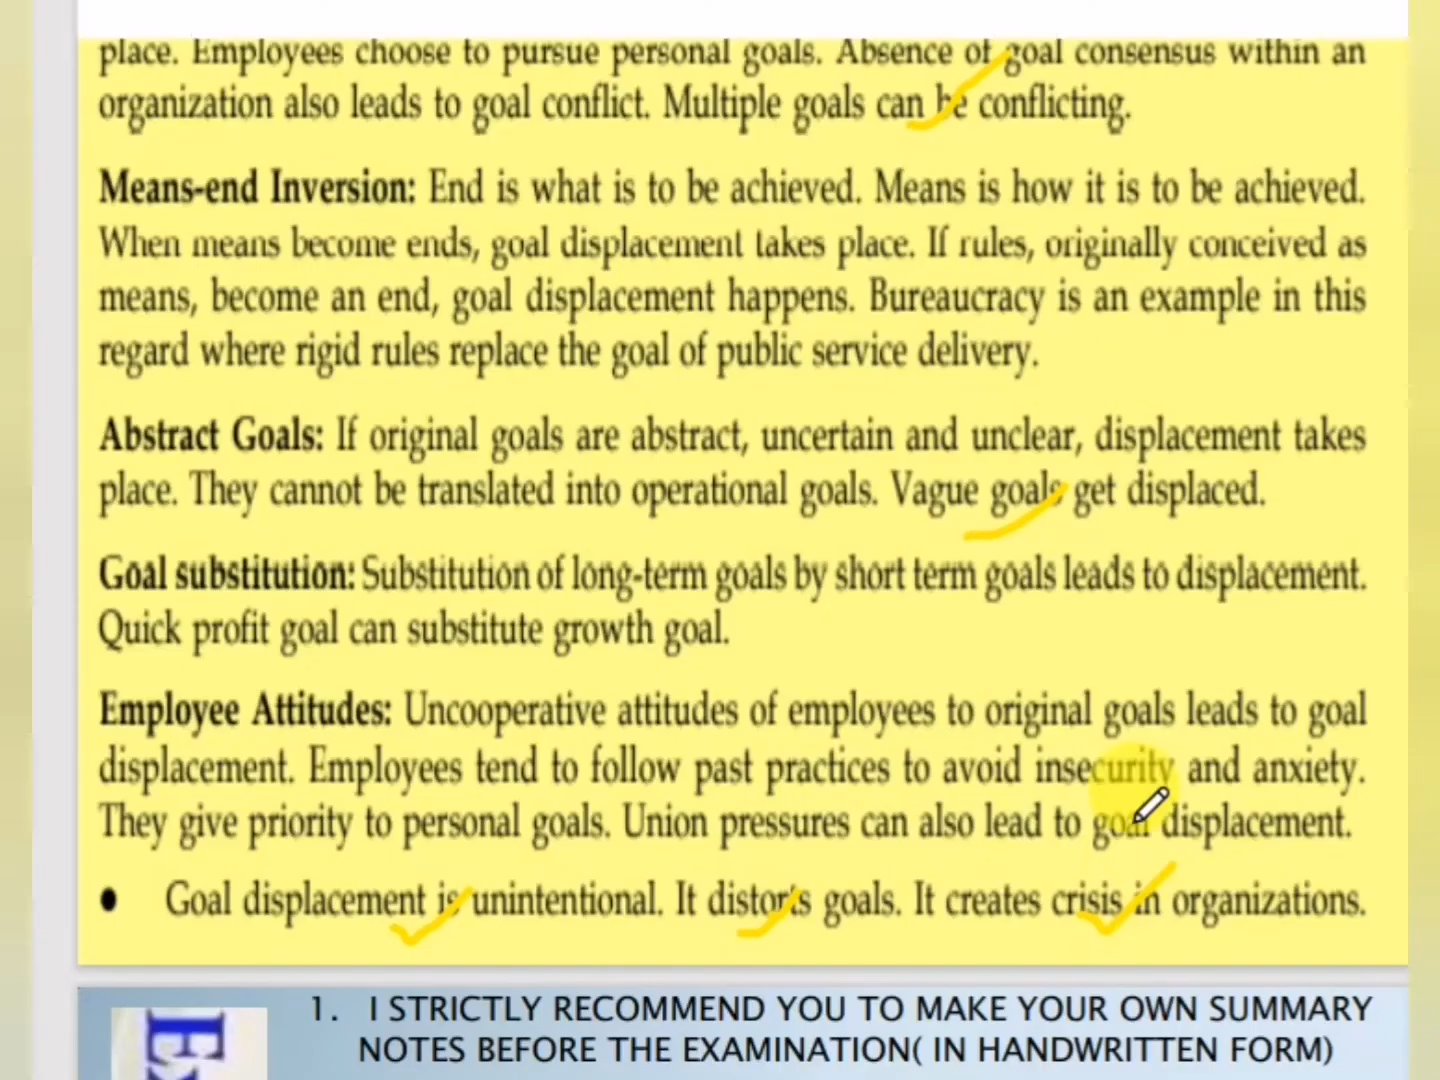 place. Employees choose to pursue personal goals. Absence of goal consensus within an
organization also leads to goal conflict. Multiple goals can be conflicting.
Means-end Inversion: End is what is to be achieved. Means is how it is to be achieved.
When means become ends, goal displacement takes place. If rules, originally conceived as
means, become an end, goal displacement happens. Bureaucracy is an example in this
regard where rigid rules replace the goal of public service delivery.
Abstract Goals: If original goals are abstract, uncertain and unclear, displacement takes
place. They cannot be translated into operational goals. Vague goals get displaced.
Goal substitution: Substitution of long-term goals by short term goals leads to displacement.
Quick profit goal can substitute growth goal.
Employee Attitudes: Uncooperative attitudes of employees to original goals leads to goal
displacement. Employees tend to follow past practices to avoid insecurity and anxiety.
They give priority to personal goals. Union pressures can also lead to goal displacement.
• Goal displacement is unintentional. It distorts goals. It creates crisis in organizations.
1. I STRICTLY RECOMMEND YOU TO MAKE YOUR OWN SUMMARY
NOTES BEFORE THE EXAMINATION( IN HANDWRITTEN FORM)